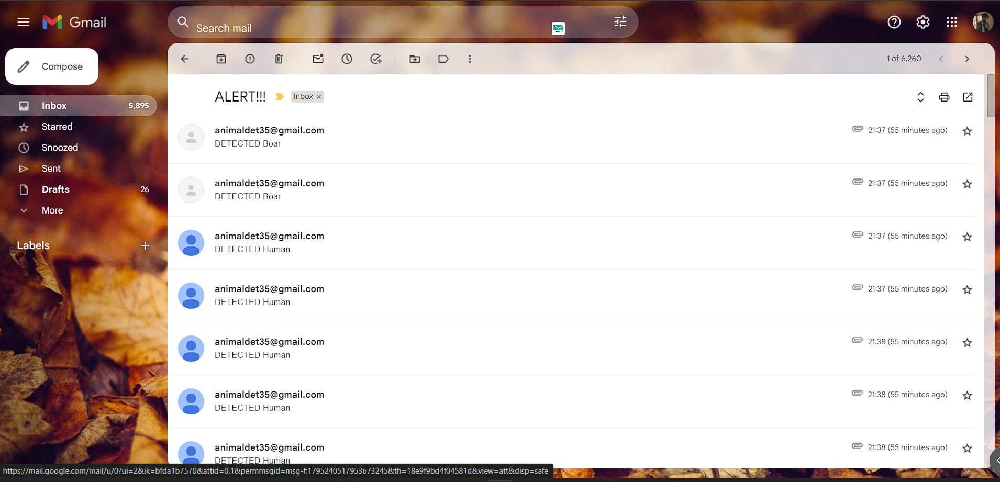 Gmail
Search mail
TEMP MAIL
Compose
1 of 6,260
Inbox 5,895
Starred
Snoozed
Sent
Drafts 26
More
Labels
ALERT!!! Inbox ×
animaldet35@gmail.com 21:37 (55 minutes ago)
DETECTED Boar
animaldet35@gmail.com 21:37 (55 minutes ago)
DETECTED Boar
animaldet35@gmail.com 21:37 (55 minutes ago)
DETECTED Human
animaldet35@gmail.com 21:37 (55 minutes ago)
DETECTED Human
animaldet35@gmail.com 21:38 (55 minutes ago)
DETECTED Human
animaldet35@gmail.com 21:38 (55 minutes ago)
DETECTED Human
animaldet35@gmail.com 21:38 (55 minutes ago)
DETECTED Human
https://mail.google.com/mail/u/0?ui=2&ik=bfda1b7570&attid=0.1&permmsgid=msg-f:1795240517953673245&th=18e9f9bd4f04581d&view=att&disp=safe